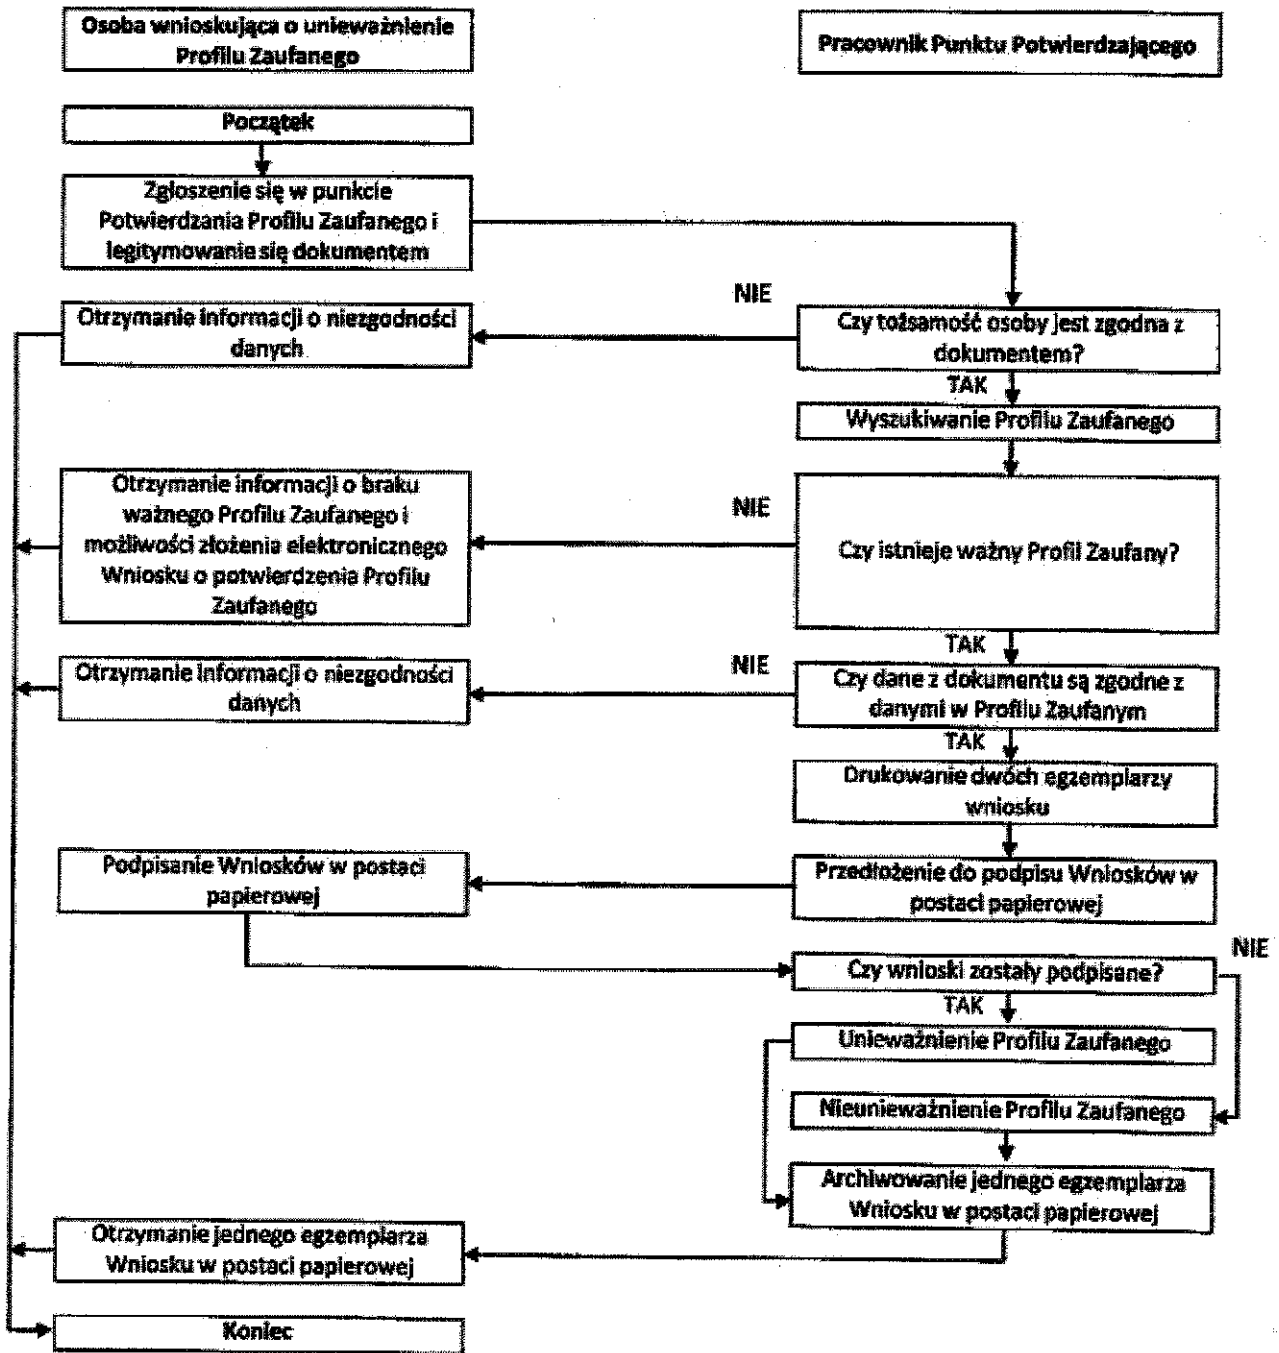 Osoba wnioskująca o unieważnienie
Profilu Zaufanego
Pracownik Punktu Potwierdzającego
Początek
Zgłoszenie się w punkcie
Potwierdzania Profilu Zaufanego i
legitymowanie się dokumentem
NIE
Otrzymanie informacji o niezgodności
danych
Czy tożsamość osoby jest zgodna z
dokumentem?
TAK
Wyszukiwanie Profilu Zaufanego
Otrzymanie informacji o braku
ważnego Profilu Zaufanego i
możliwości złożenia elektronicznego
Wniosku o potwierdzenia Profilu
Zaufanego
NIE
Czy istnieje ważny Profil Zaufany?
TAK
Otrzymanie informacji o niezgodności
danych
NIE
Czy dane z dokumentu są zgodne z
danymi w Profilu Zaufanym
TAK
Drukowanie dwóch egzemplarzy
wniosku
Podpisanie Wniosków w postaci
papierowej
Przedłożenie do podpisu Wniosków w
postaci papierowej
NIE
Czy wnioski zostały podpisane?
TAK
Unieważnienie Profilu Zaufanego
Nieunieważnienie Profilu Zaufanego
Archiwowanie jednego egzemplarza
Wniosku w postaci papierowej
Otrzymanie jednego egzemplarza
Wniosku w postaci papierowej
Koniec